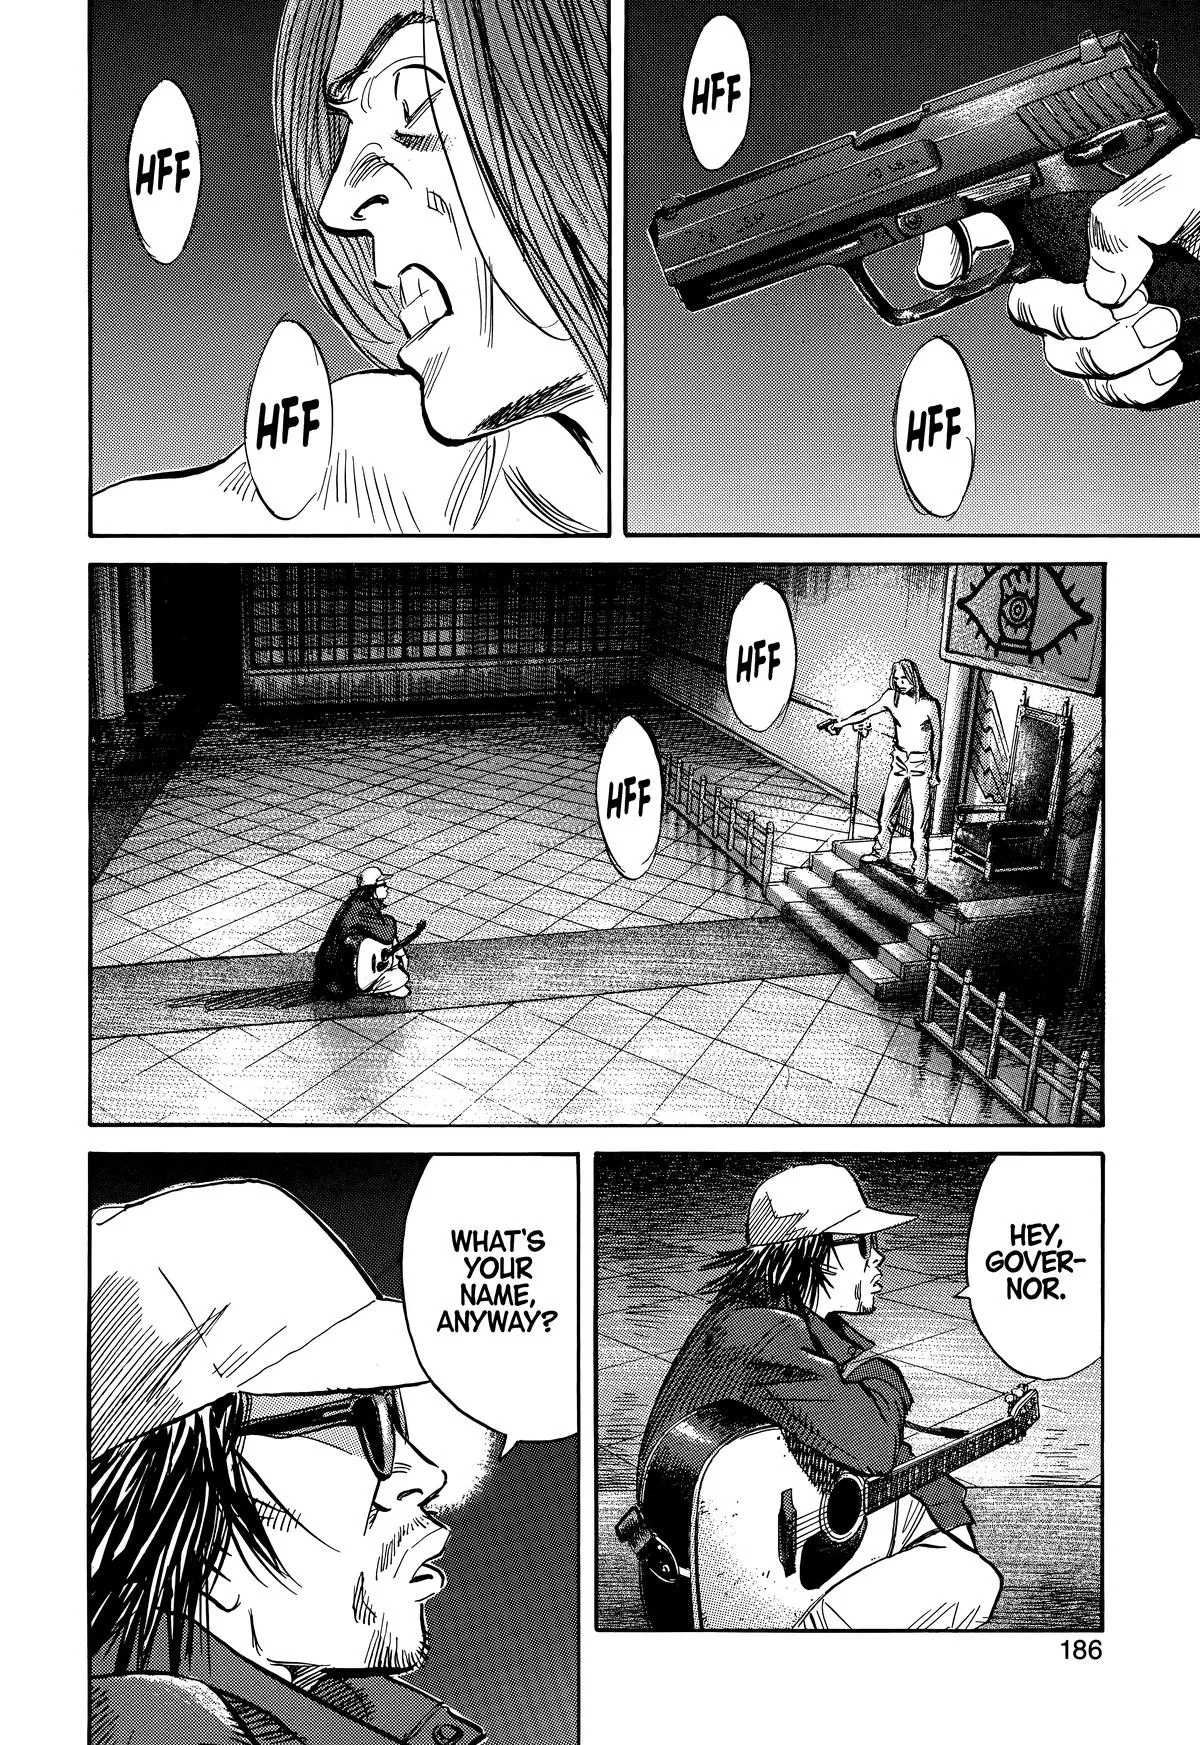 HFF
HFF
HFF
HFF
HFF
HFF
HEY,
GOVER-
NOR.
WHAT'S
YOUR
NAME,
ANYWAY?
186